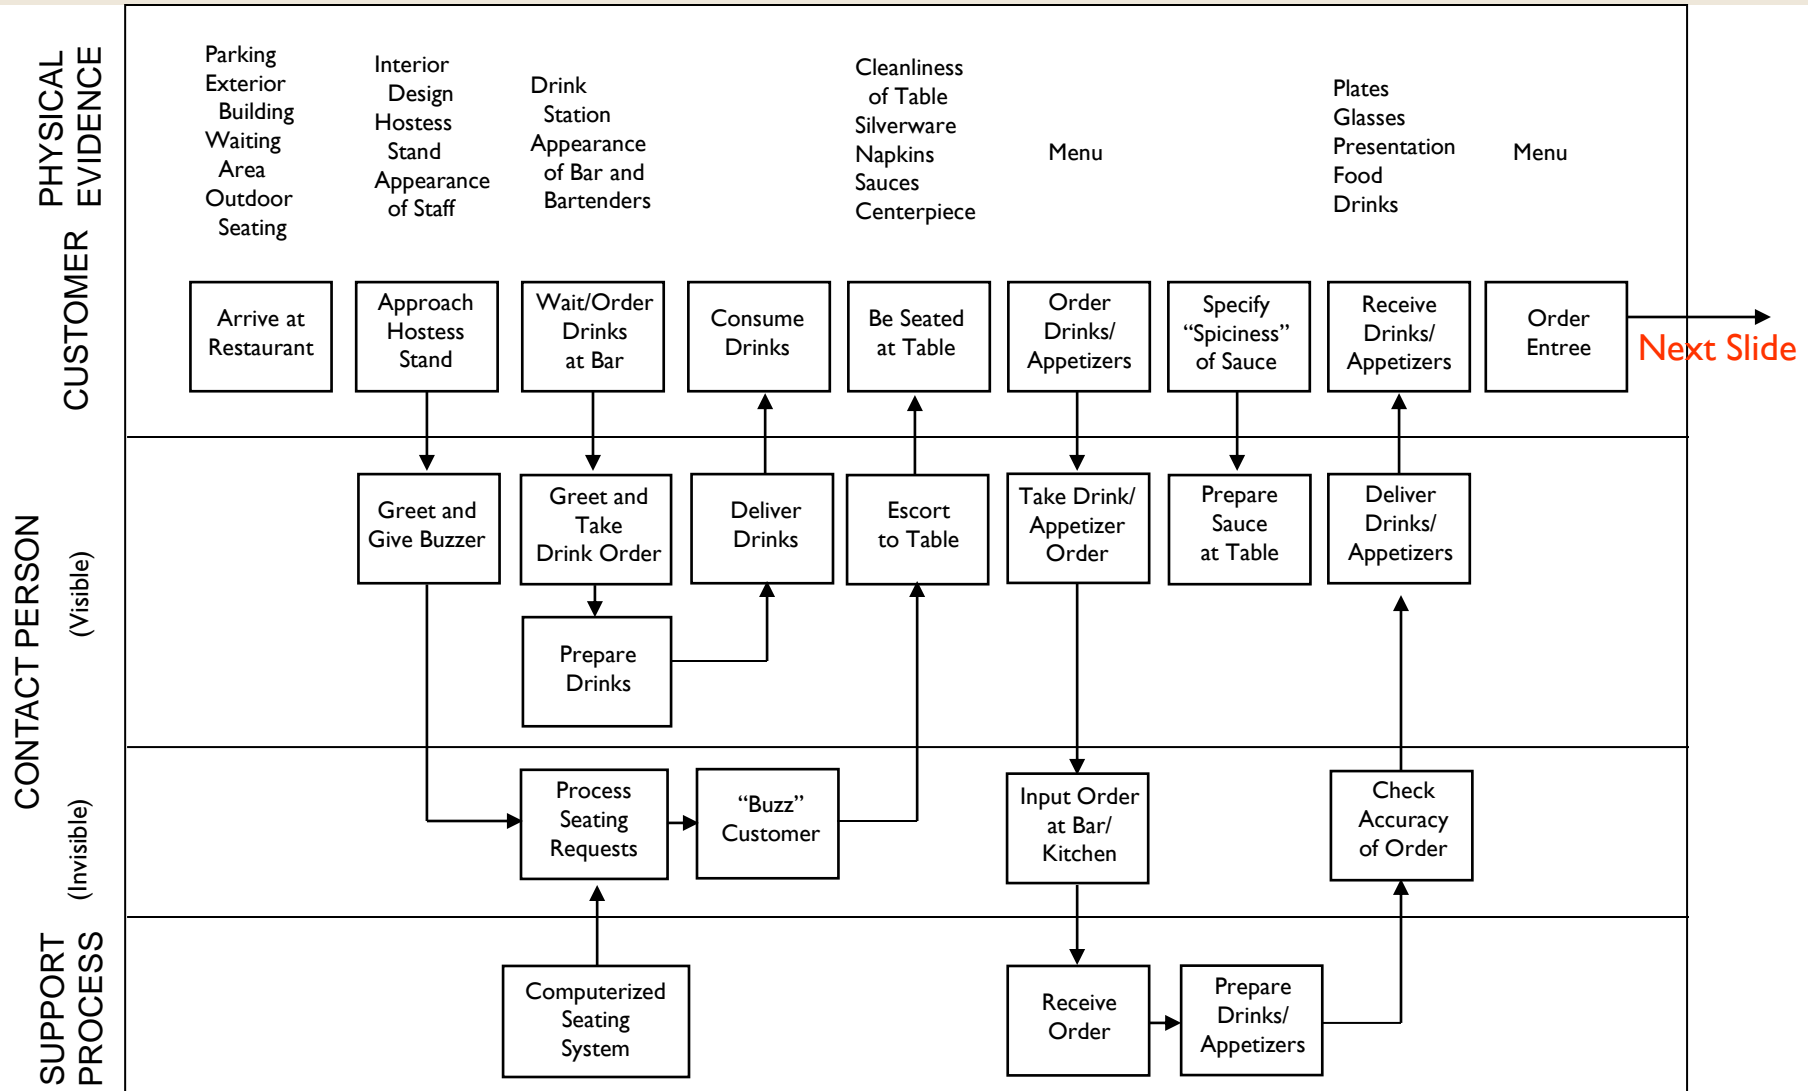 PHYSICAL
EVIDENCE
Parking
Exterior
Building
Waiting
Area
Outdoor
Seating
Interior
Design
Hostess
Stand
Appearance
of Staff
Drink
Station
Appearance
of Bar and
Bartenders
Cleanliness
of Table
Silverware
Napkins
Sauces
Centerpiece
Menu
Plates
Glasses
Presentation
Food
Drinks
Menu
CUSTOMER
Arrive at
Restaurant
Approach
Hostess
Stand
Wait/Order
Drinks
at Bar
Consume
Drinks
Be Seated
at Table
Order
Drinks/
Appetizers
Specify
“Spiciness”
of Sauce
Receive
Drinks/
Appetizers
Order
Entree
Next Slide
CONTACT PERSON
(Visible)
Greet and
Give Buzzer
Greet and
Take
Drink Order
Deliver
Drinks
Escort
to Table
Take Drink/
Appetizer
Order
Prepare
Sauce
at Table
Deliver
Drinks/
Appetizers
Prepare
Drinks
(Invisible)
Process
Seating
Requests
“Buzz”
Customer
Input Order
at Bar/
Kitchen
Check
Accuracy
of Order
SUPPORT
PROCESS
Computerized
Seating
System
Receive
Order
Prepare
Drinks/
Appetizers